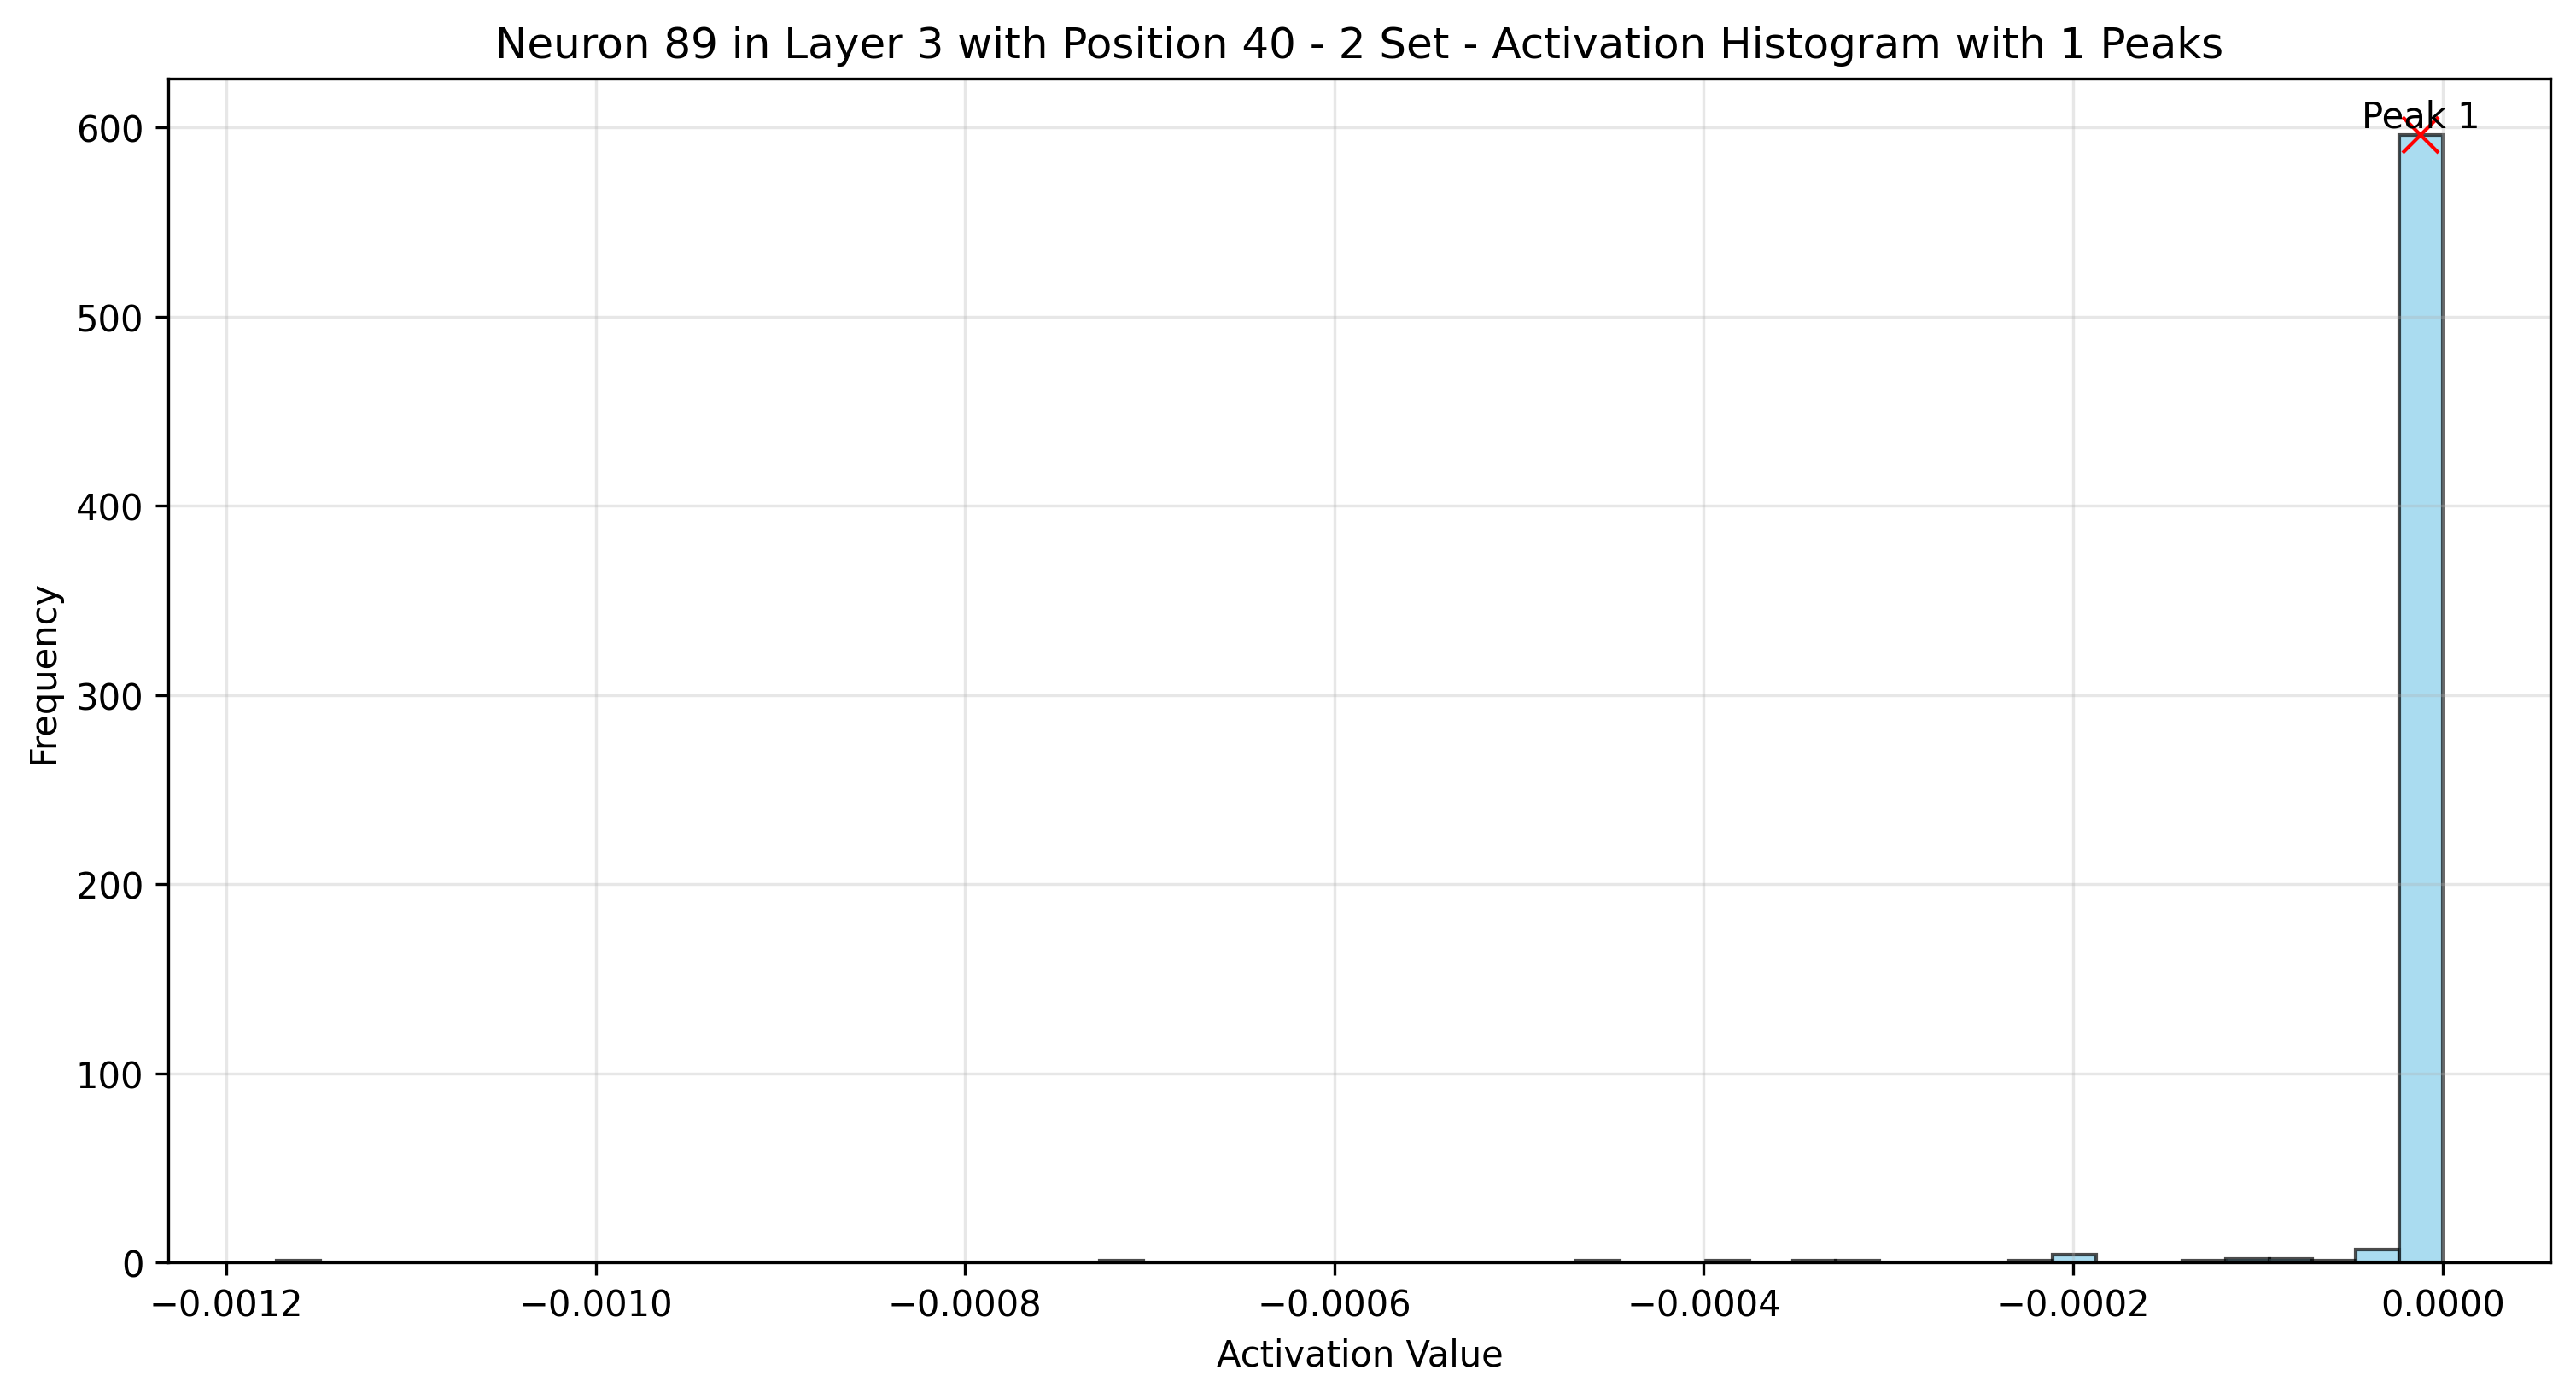 Neuron 89 in Layer 3 with Position 40 - 2 Set - Activation Histogram with 1 Peaks
Peak 1
600
500
400
300
200
100
0
Frequency
−0.0012 −0.0010 −0.0008 −0.0006 −0.0004 −0.0002 0.0000
Activation Value